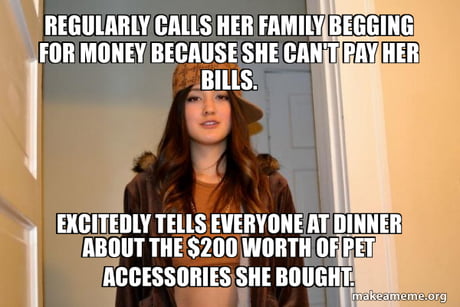 REGULARLY CALLS HER FAMILY BEGGING
FOR MONEY BECAUSE SHE CAN'T PAY HER
BILLS.
EXCITEDLY TELLS EVERYONE AT DINNER
ABOUT THE $200 WORTH OF PET
ACCESSORIES SHE BOUGHT.
makeameme.org